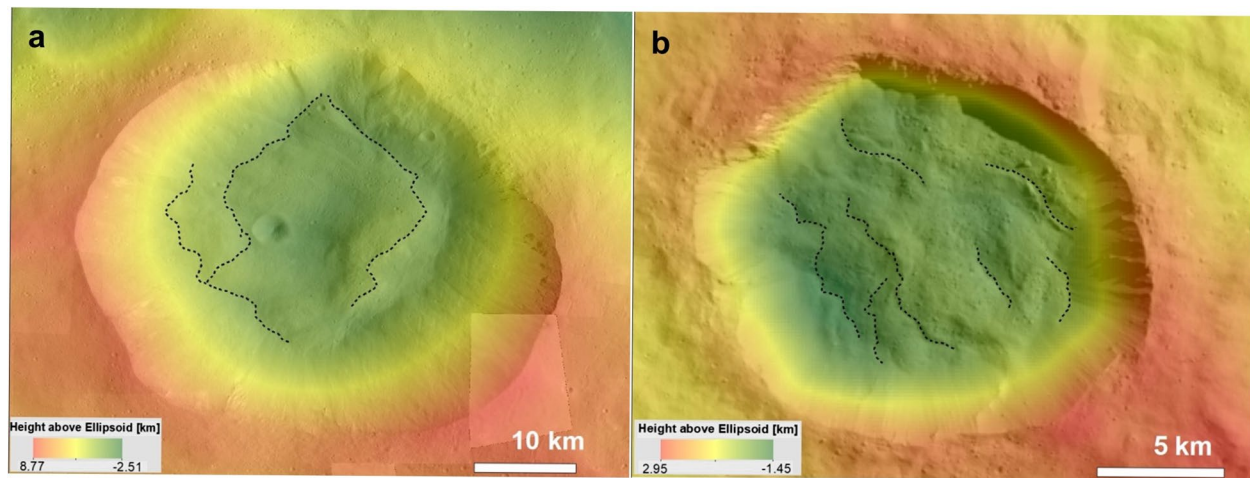 a
Height above Ellipsoid [km]
8.77 -2.51
10 km
b
Height above Ellipsoid [km]
2.95 -1.45
5 km